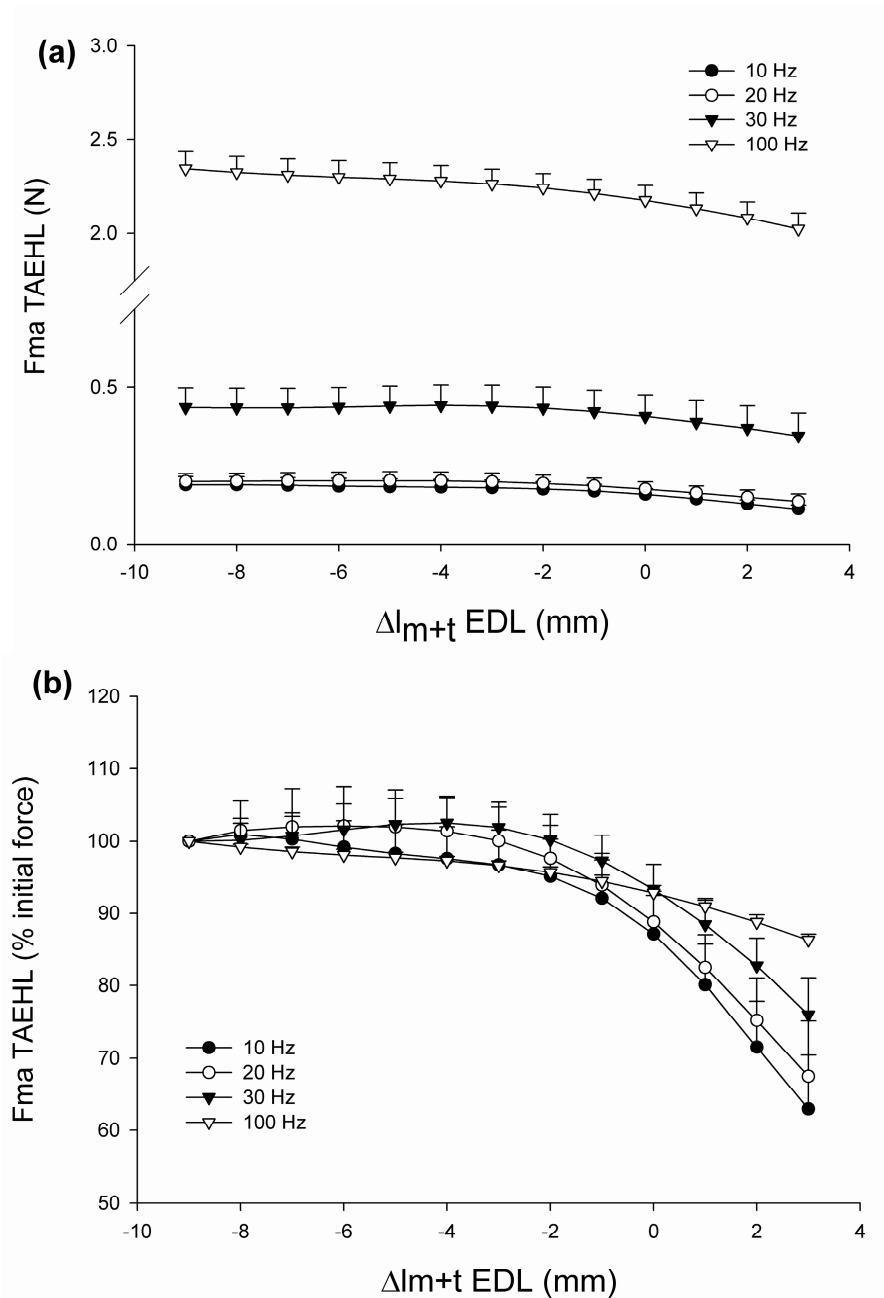 (a)
3.0
2.5
2.0
0.5
0.0
Fma TAEHL (N)
10 Hz
20 Hz
30 Hz
100 Hz
-10 -8 -6 -4 -2 0 2 4
Δlm+t EDL (mm)
(b)
120
110
100
90
80
70
60
50
Fma TAEHL (% initial force)
10 Hz
20 Hz
30 Hz
100 Hz
-10 -8 -6 -4 -2 0 2 4
Δlm+t EDL (mm)